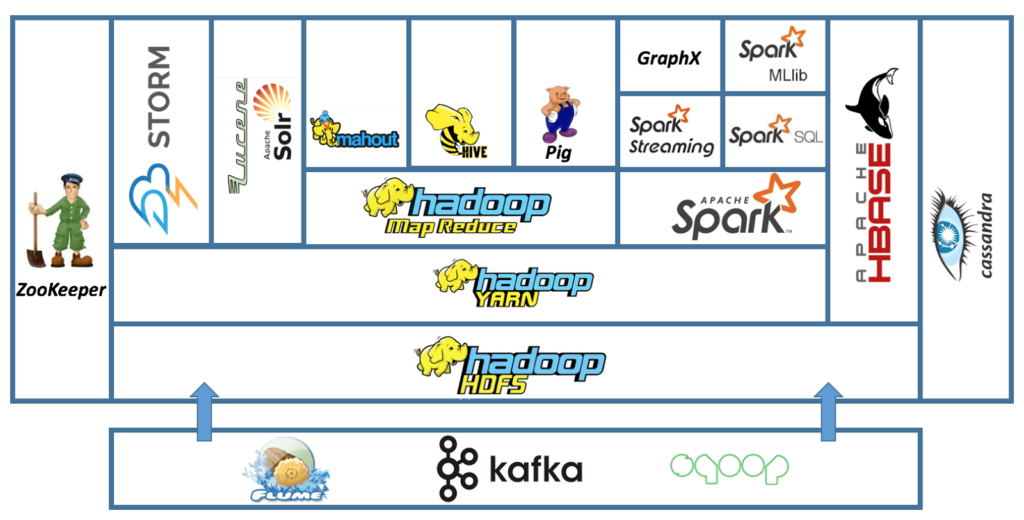 STORM
Lucene
Apache
Solr
mahout
HIVE
Pig
GraphX
Spark
MLlib
Spark
Streaming
Spark SQL
hadoop
Map Reduce
APACHE
Spark™
APACHE
HBASE
cassandra
ZooKeeper
hadoop
YARN
hadoop
HDFS
FLUME
kafka
sqoop